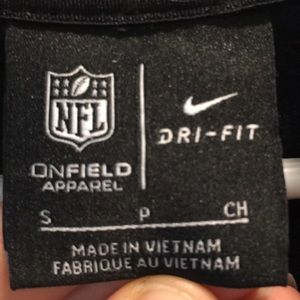 NFL
DRI-FIT
ONFIELD
APPAREL
S P CH
MADE IN VIETNAM
FABRIQUE AU VIETNAM